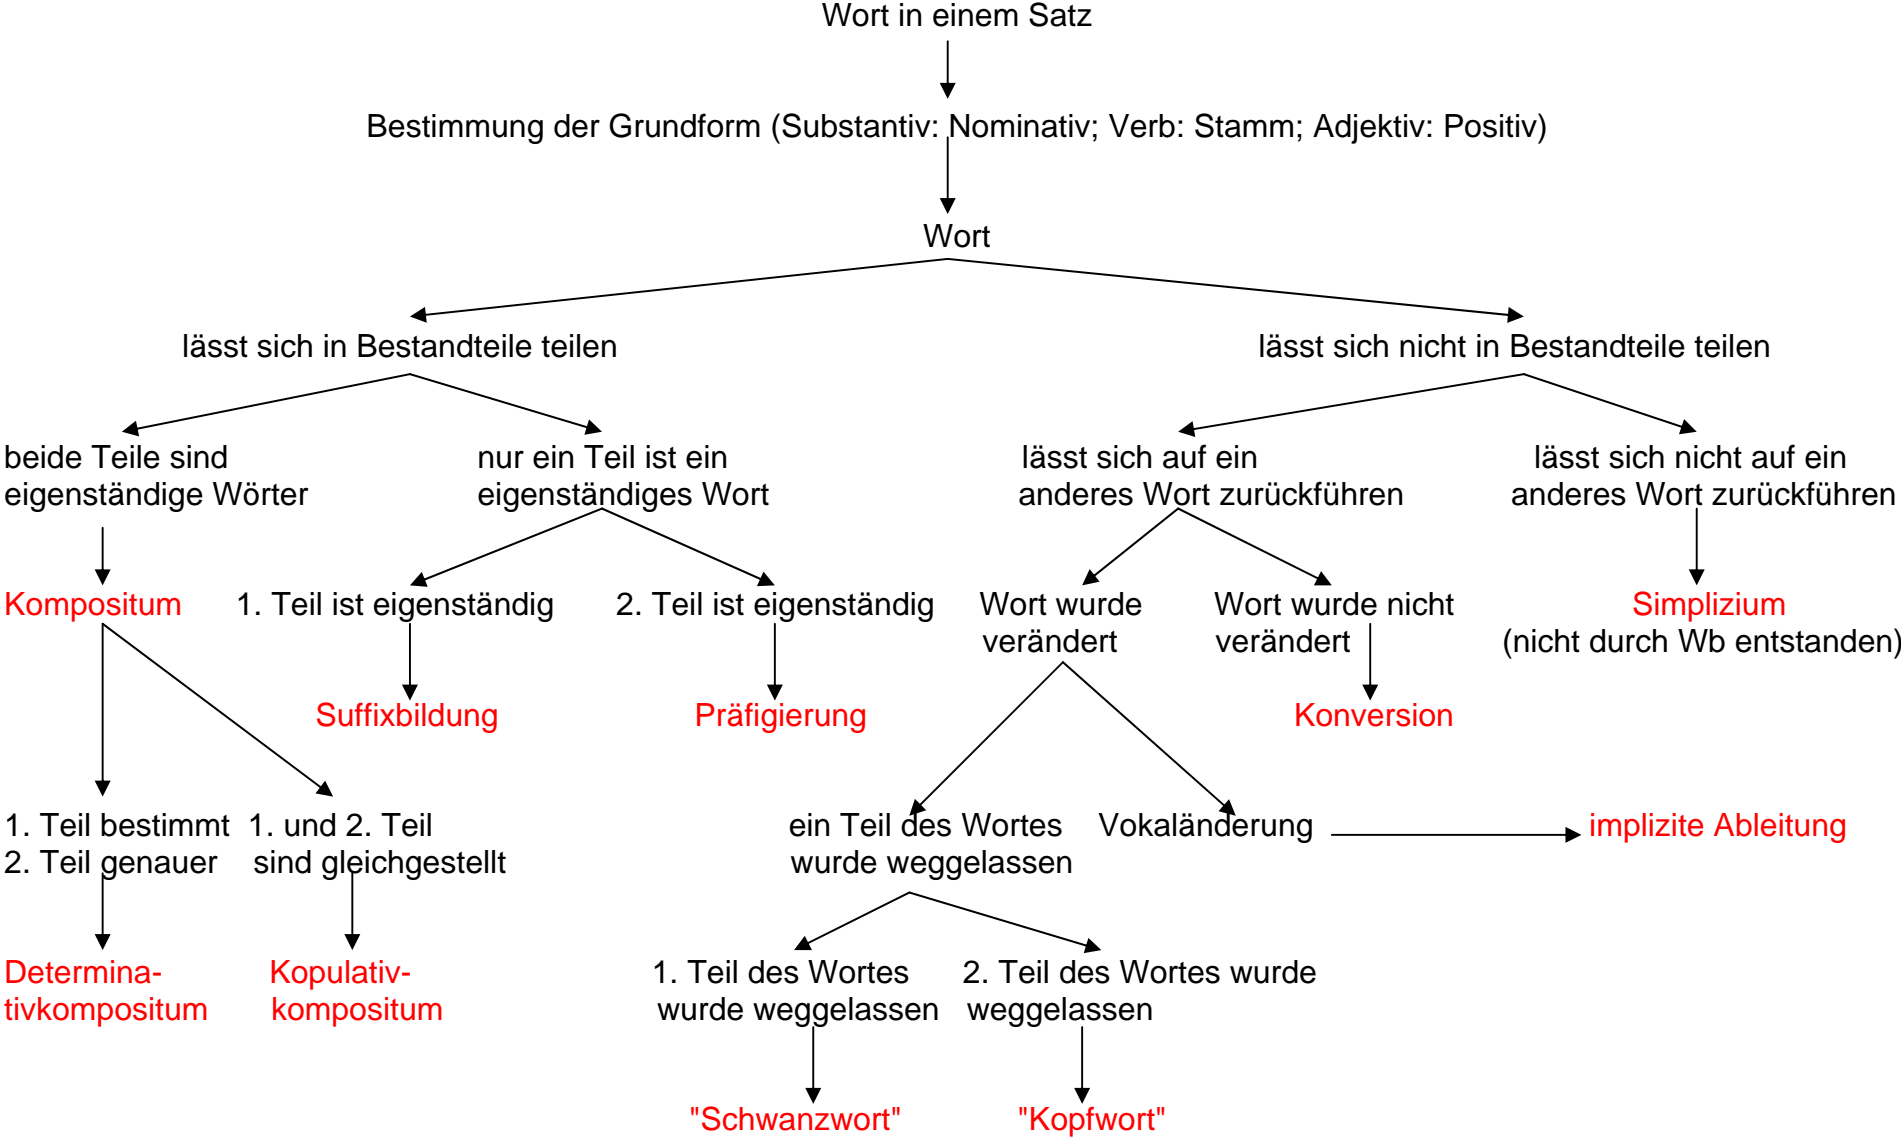 Wort in einem Satz
Bestimmung der Grundform (Substantiv: Nominativ; Verb: Stamm; Adjektiv: Positiv)
Wort
lässt sich in Bestandteile teilen
lässt sich nicht in Bestandteile teilen
beide Teile sind
eigenständige Wörter
nur ein Teil ist ein
eigenständiges Wort
lässt sich auf ein
anderes Wort zurückführen
lässt sich nicht auf ein
anderes Wort zurückführen
Kompositum
1. Teil ist eigenständig
2. Teil ist eigenständig
Wort wurde
verändert
Wort wurde nicht
verändert
Simplizium
(nicht durch Wb entstanden)
Suffixbildung
Präfigierung
Konversion
1. Teil bestimmt
2. Teil genauer
1. und 2. Teil
sind gleichgestellt
ein Teil des Wortes
wurde weggelassen
Vokaländerung
implizite Ableitung
Determina-
tivkompositum
Kopulativ-
kompositum
1. Teil des Wortes
wurde weggelassen
2. Teil des Wortes wurde
weggelassen
"Schwanzwort"
"Kopfwort"